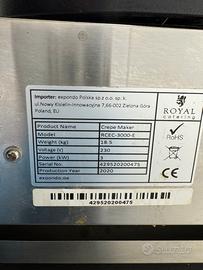 Importer: expondo Polska sp z o.o. sp. k.
ul.Nowy Kisielin-Innowacyjna 7,66-002 Zielona Góra
Poland, EU
ROYAL
catering
RoHS
Product Name Crepe Maker
Model RCEC-3000-E
Weight [kg] 18.5
Voltage [V] 230
Power [kW] 3
Serial No. 429520200475
Production Year 2020
expondo.de
429520200475